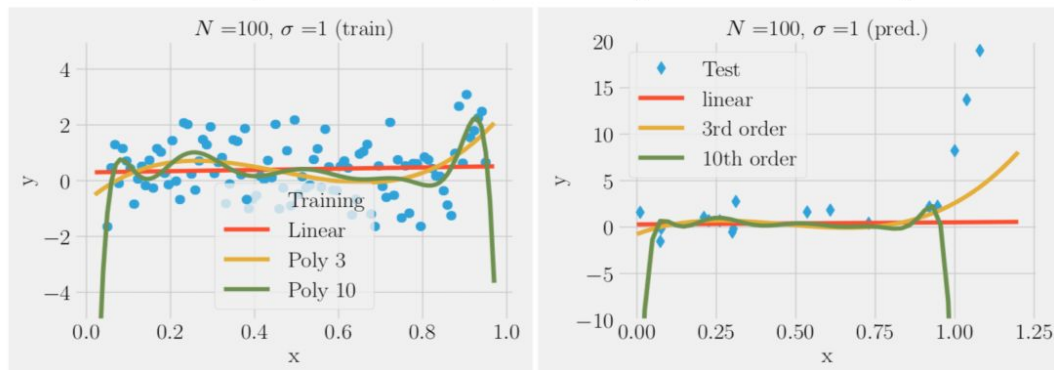 N =100, σ =1 (train)
4
2
0
−2
−4
y
Training
Linear
Poly 3
Poly 10
0.0 0.2 0.4 0.6 0.8 1.0
x
N =100, σ =1 (pred.)
20
15
10
5
0
−5
−10
y
Test
linear
3rd order
10th order
0.00 0.25 0.50 0.75 1.00 1.25
x